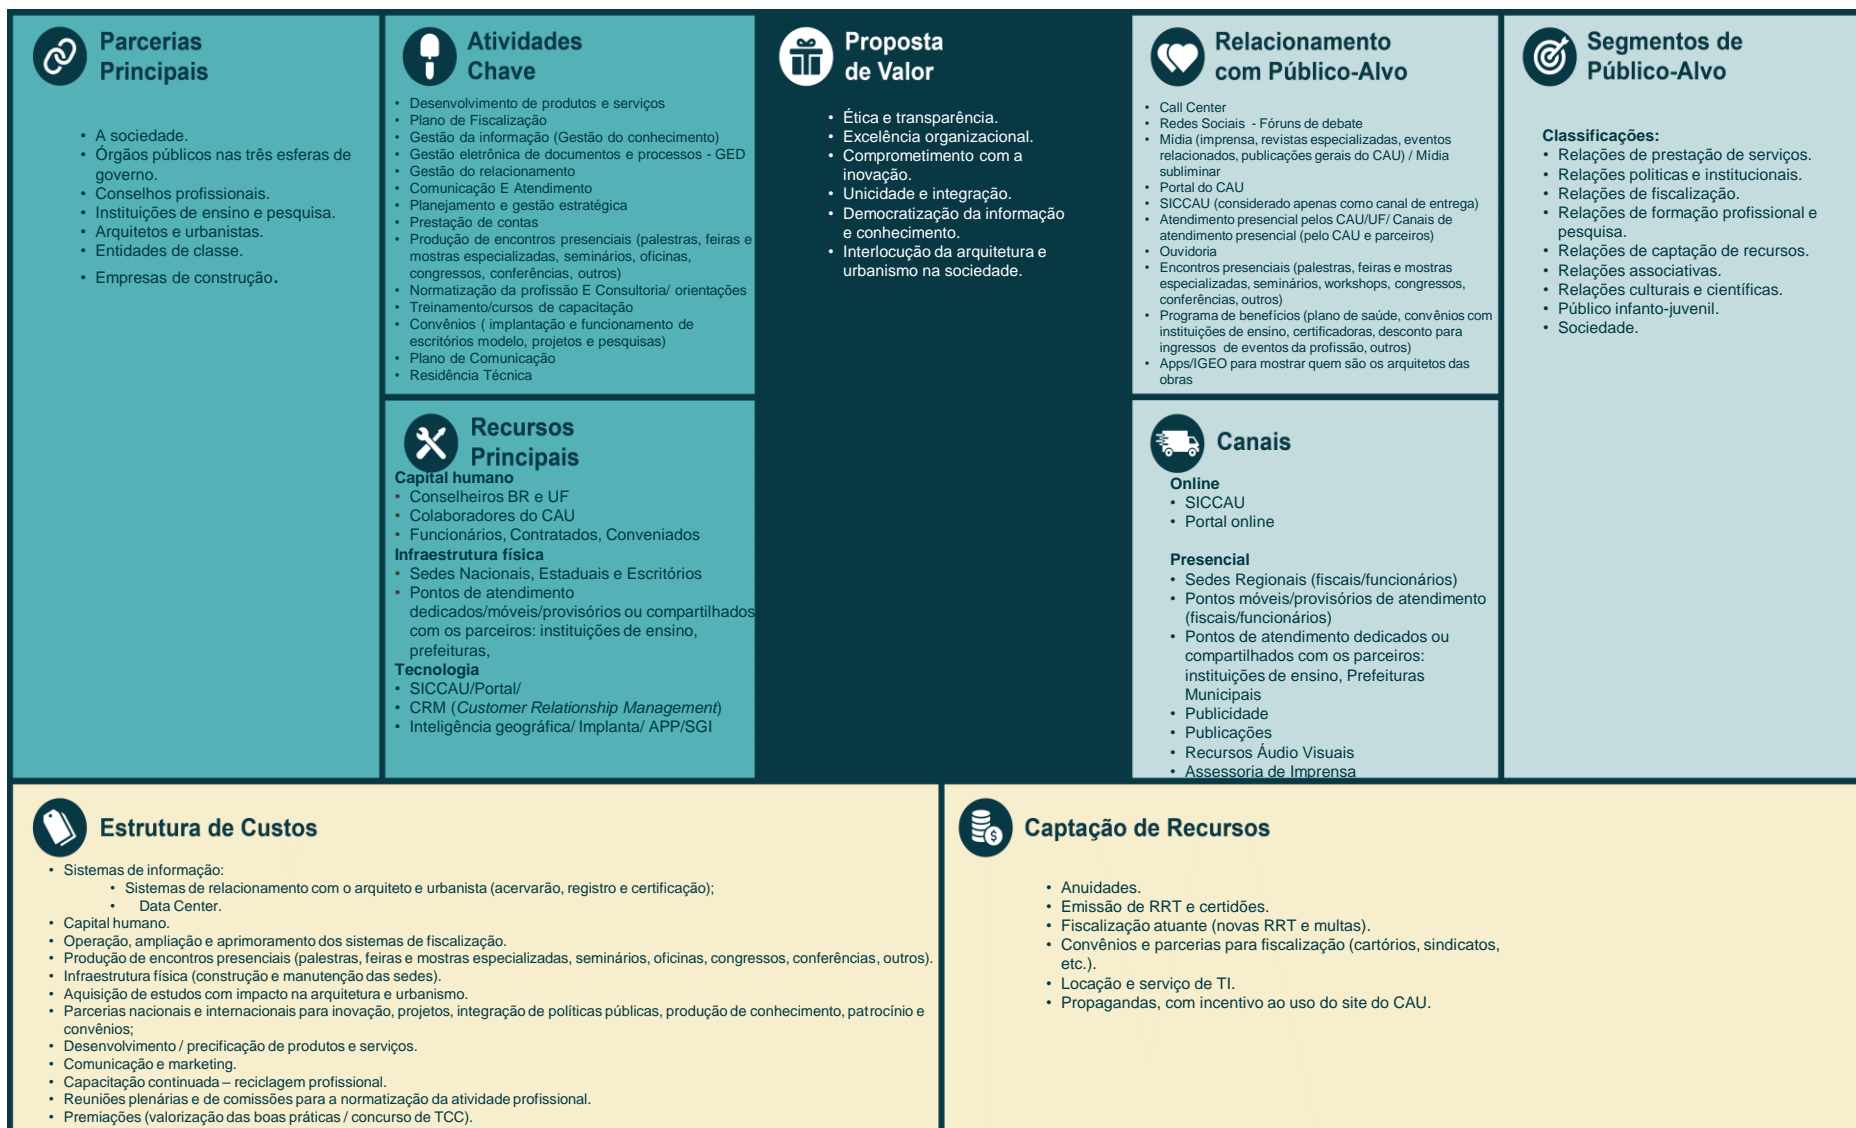 Parcerias
Principais
• A sociedade.
• Órgãos públicos nas três esferas de
governo.
• Conselhos profissionais.
• Instituições de ensino e pesquisa.
• Arquitetos e urbanistas.
• Entidades de classe.
• Empresas de construção.
Atividades
Chave
• Desenvolvimento de produtos e serviços
• Plano de Fiscalização
• Gestão da informação (Gestão do conhecimento)
• Gestão eletrônica de documentos e processos - GED
• Gestão do relacionamento
• Comunicação E Atendimento
• Planejamento e gestão estratégica
• Prestação de contas
• Produção de encontros presenciais (palestras, feiras e
mostras especializadas, seminários, oficinas,
congressos, conferências, outros)
• Normatização da profissão E Consultoria/ orientações
• Treinamento/cursos de capacitação
• Convênios ( implantação e funcionamento de
escritórios modelo, projetos e pesquisas)
• Plano de Comunicação
• Residência Técnica
Recursos
Principais
Capital humano
• Conselheiros BR e UF
• Colaboradores do CAU
• Funcionários, Contratados, Conveniados
Infraestrutura física
• Sedes Nacionais, Estaduais e Escritórios
• Pontos de atendimento
dedicados/móveis/provisórios ou compartilhados
com os parceiros: instituições de ensino,
prefeituras,
Tecnologia
• SICCAU/Portal/
• CRM (Customer Relationship Management)
• Inteligência geográfica/ Implanta/ APP/SGI
Proposta
de Valor
• Ética e transparência.
• Excelência organizacional.
• Comprometimento com a
inovação.
• Unicidade e integração.
• Democratização da informação
e conhecimento.
• Interlocução da arquitetura e
urbanismo na sociedade.
Relacionamento
com Público-Alvo
• Call Center
• Redes Sociais - Fóruns de debate
• Mídia (imprensa, revistas especializadas, eventos
relacionados, publicações gerais do CAU) / Mídia
subliminar
• Portal do CAU
• SICCAU (considerado apenas como canal de entrega)
• Atendimento presencial pelos CAU/UF/ Canais de
atendimento presencial (pelo CAU e parceiros)
• Ouvidoria
• Encontros presenciais (palestras, feiras e mostras
especializadas, seminários, workshops, congressos,
conferências, outros)
• Programa de benefícios (plano de saúde, convênios com
instituições de ensino, certificadoras, desconto para
ingressos de eventos da profissão, outros)
• Apps/IGEO para mostrar quem são os arquitetos das
obras
Canais
Online
• SICCAU
• Portal online
Presencial
• Sedes Regionais (fiscais/funcionários)
• Pontos móveis/provisórios de atendimento
(fiscais/funcionários)
• Pontos de atendimento dedicados ou
compartilhados com os parceiros:
instituições de ensino, Prefeituras
Municipais
• Publicidade
• Publicações
• Recursos Áudio Visuais
• Assessoria de Imprensa
Segmentos de
Público-Alvo
Classificações:
• Relações de prestação de serviços.
• Relações politicas e institucionais.
• Relações de fiscalização.
• Relações de formação profissional e
pesquisa.
• Relações de captação de recursos.
• Relações associativas.
• Relações culturais e científicas.
• Público infanto-juvenil.
• Sociedade.
Estrutura de Custos
• Sistemas de informação:
• Sistemas de relacionamento com o arquiteto e urbanista (acervarão, registro e certificação);
• Data Center.
• Capital humano.
• Operação, ampliação e aprimoramento dos sistemas de fiscalização.
• Produção de encontros presenciais (palestras, feiras e mostras especializadas, seminários, oficinas, congressos, conferências, outros).
• Infraestrutura física (construção e manutenção das sedes).
• Aquisição de estudos com impacto na arquitetura e urbanismo.
• Parcerias nacionais e internacionais para inovação, projetos, integração de políticas públicas, produção de conhecimento, patrocínio e
convênios;
• Desenvolvimento / precificação de produtos e serviços.
• Comunicação e marketing.
• Capacitação continuada – reciclagem profissional.
• Reuniões plenárias e de comissões para a normatização da atividade profissional.
• Premiações (valorização das boas práticas / concurso de TCC).
Captação de Recursos
• Anuidades.
• Emissão de RRT e certidões.
• Fiscalização atuante (novas RRT e multas).
• Convênios e parcerias para fiscalização (cartórios, sindicatos,
etc.).
• Locação e serviço de TI.
• Propagandas, com incentivo ao uso do site do CAU.